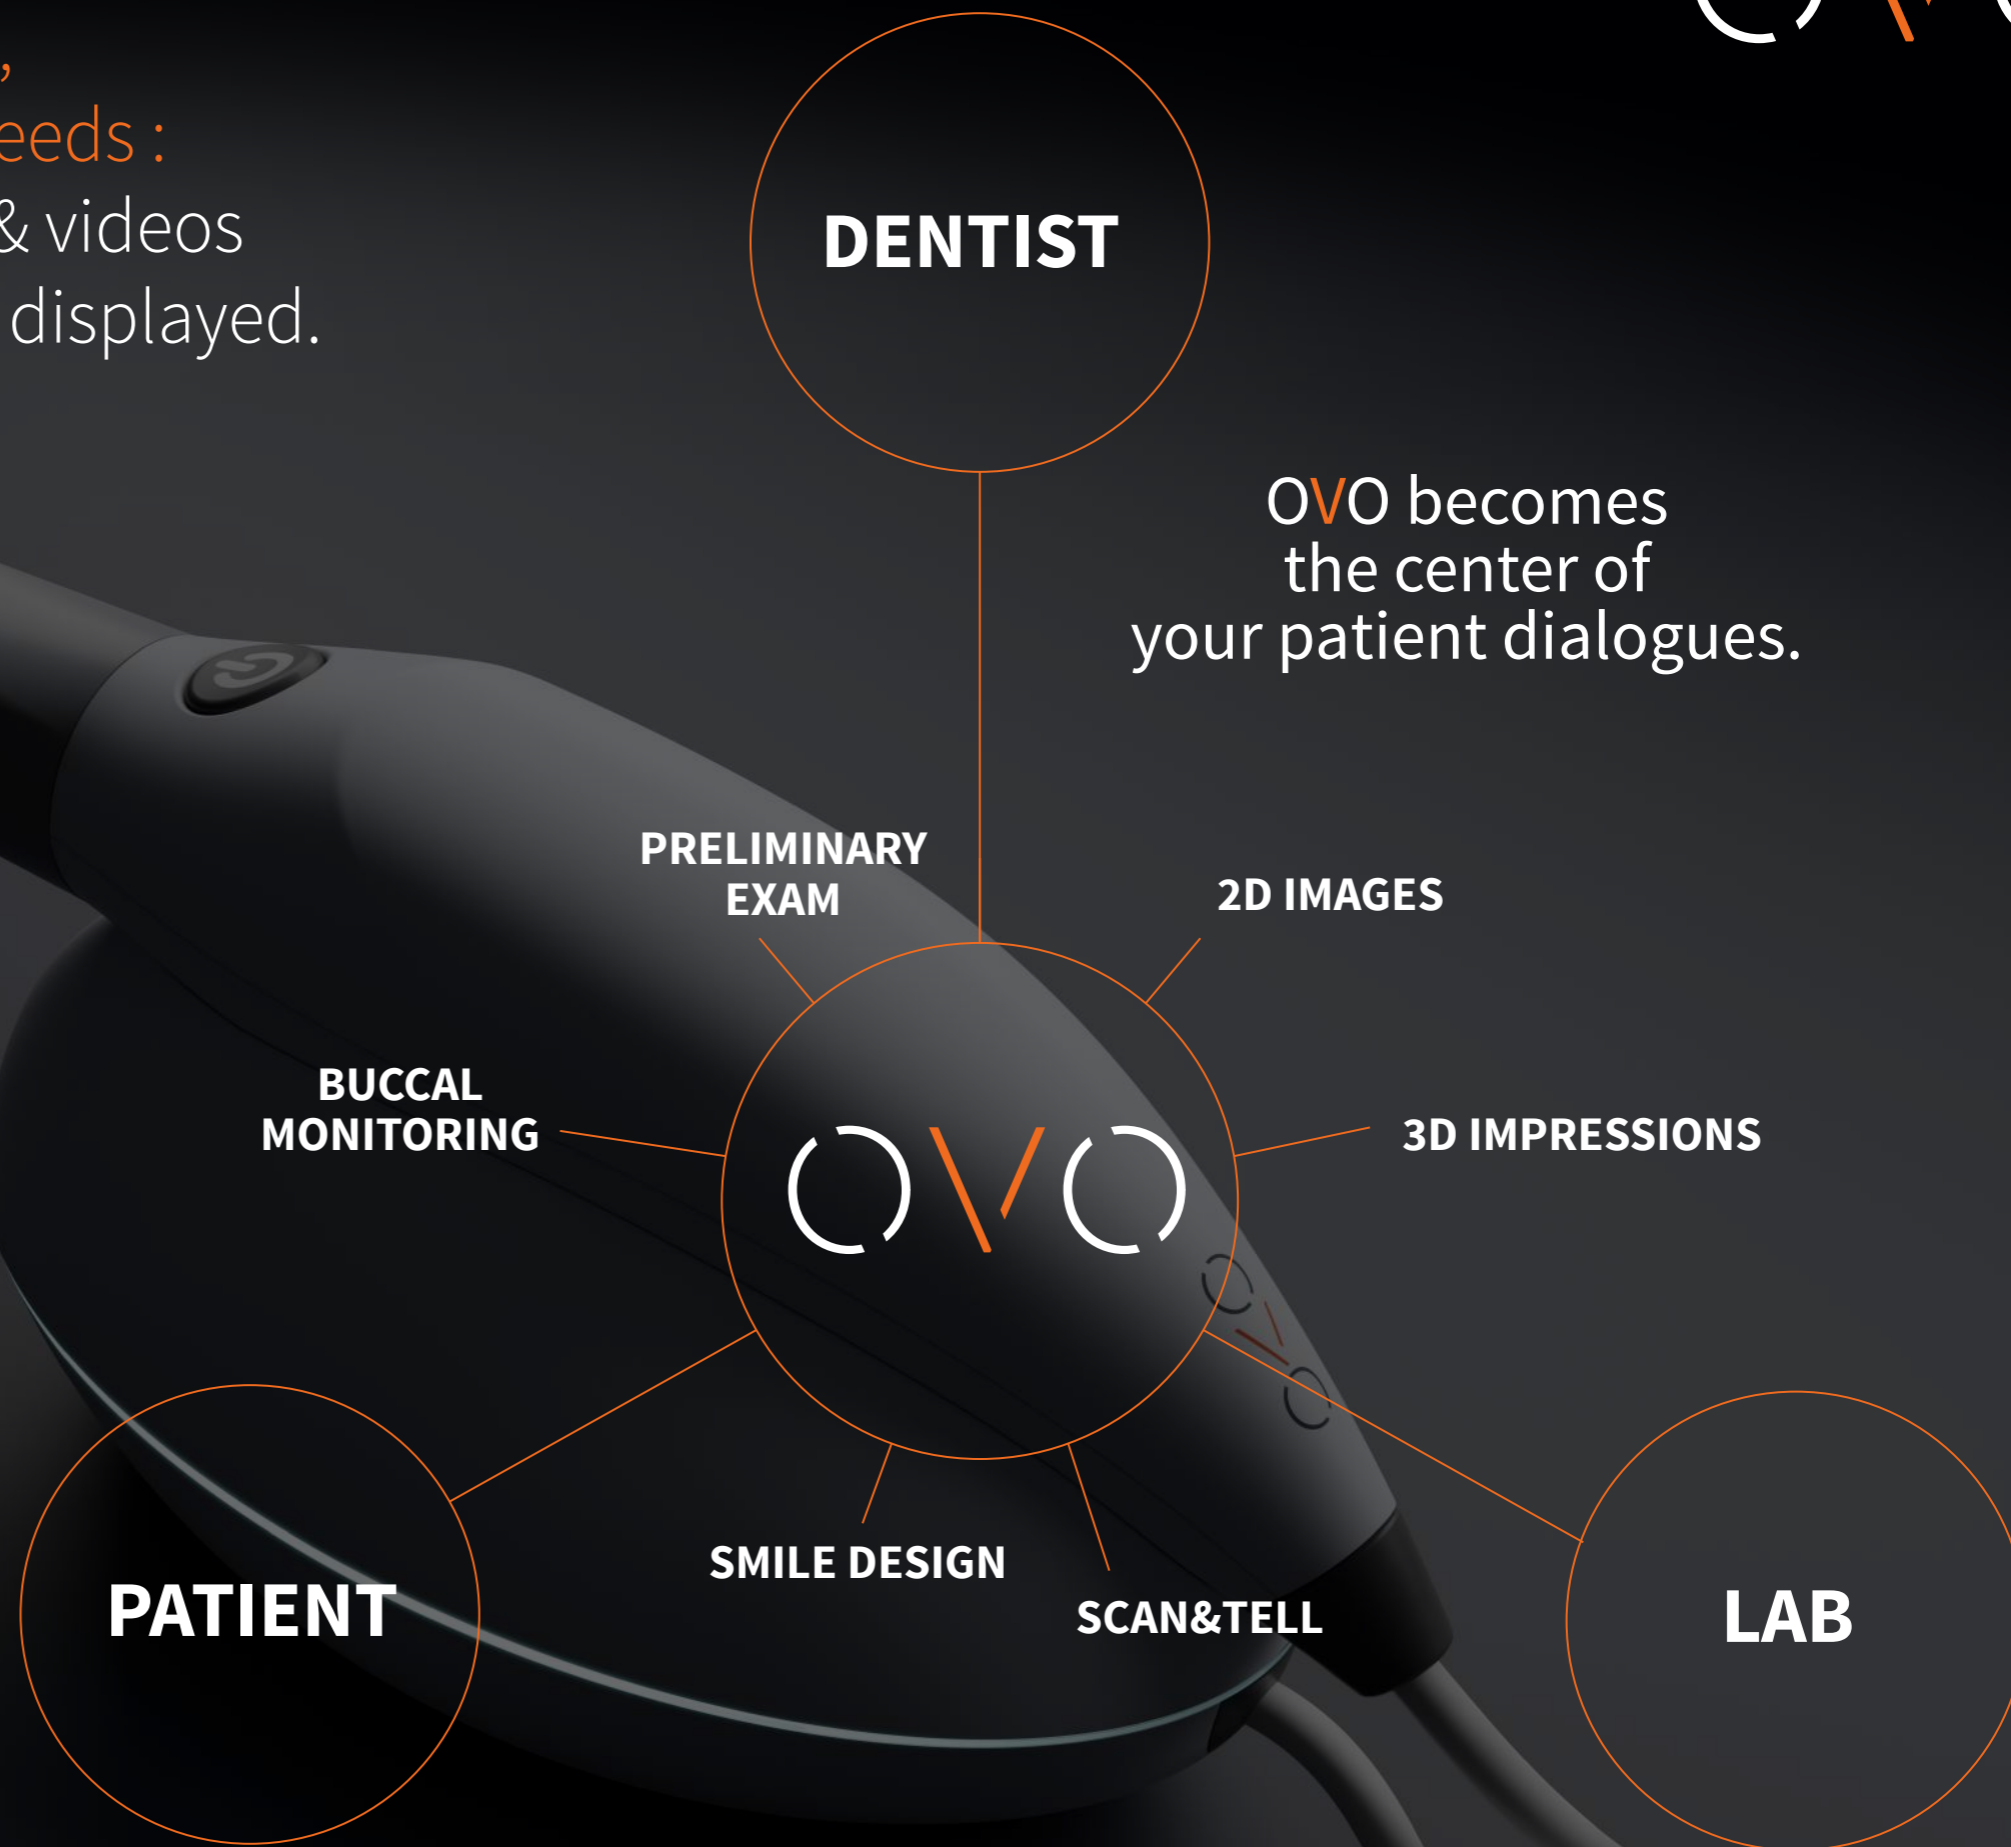 ,
eeds :
& videos
displayed.
DENTIST
OVO becomes
the center of
your patient dialogues.
PRELIMINARY
EXAM
2D IMAGES
BUCCAL
MONITORING
OVO
3D IMPRESSIONS
OVO
PATIENT
SMILE DESIGN
SCAN&TELL
LAB